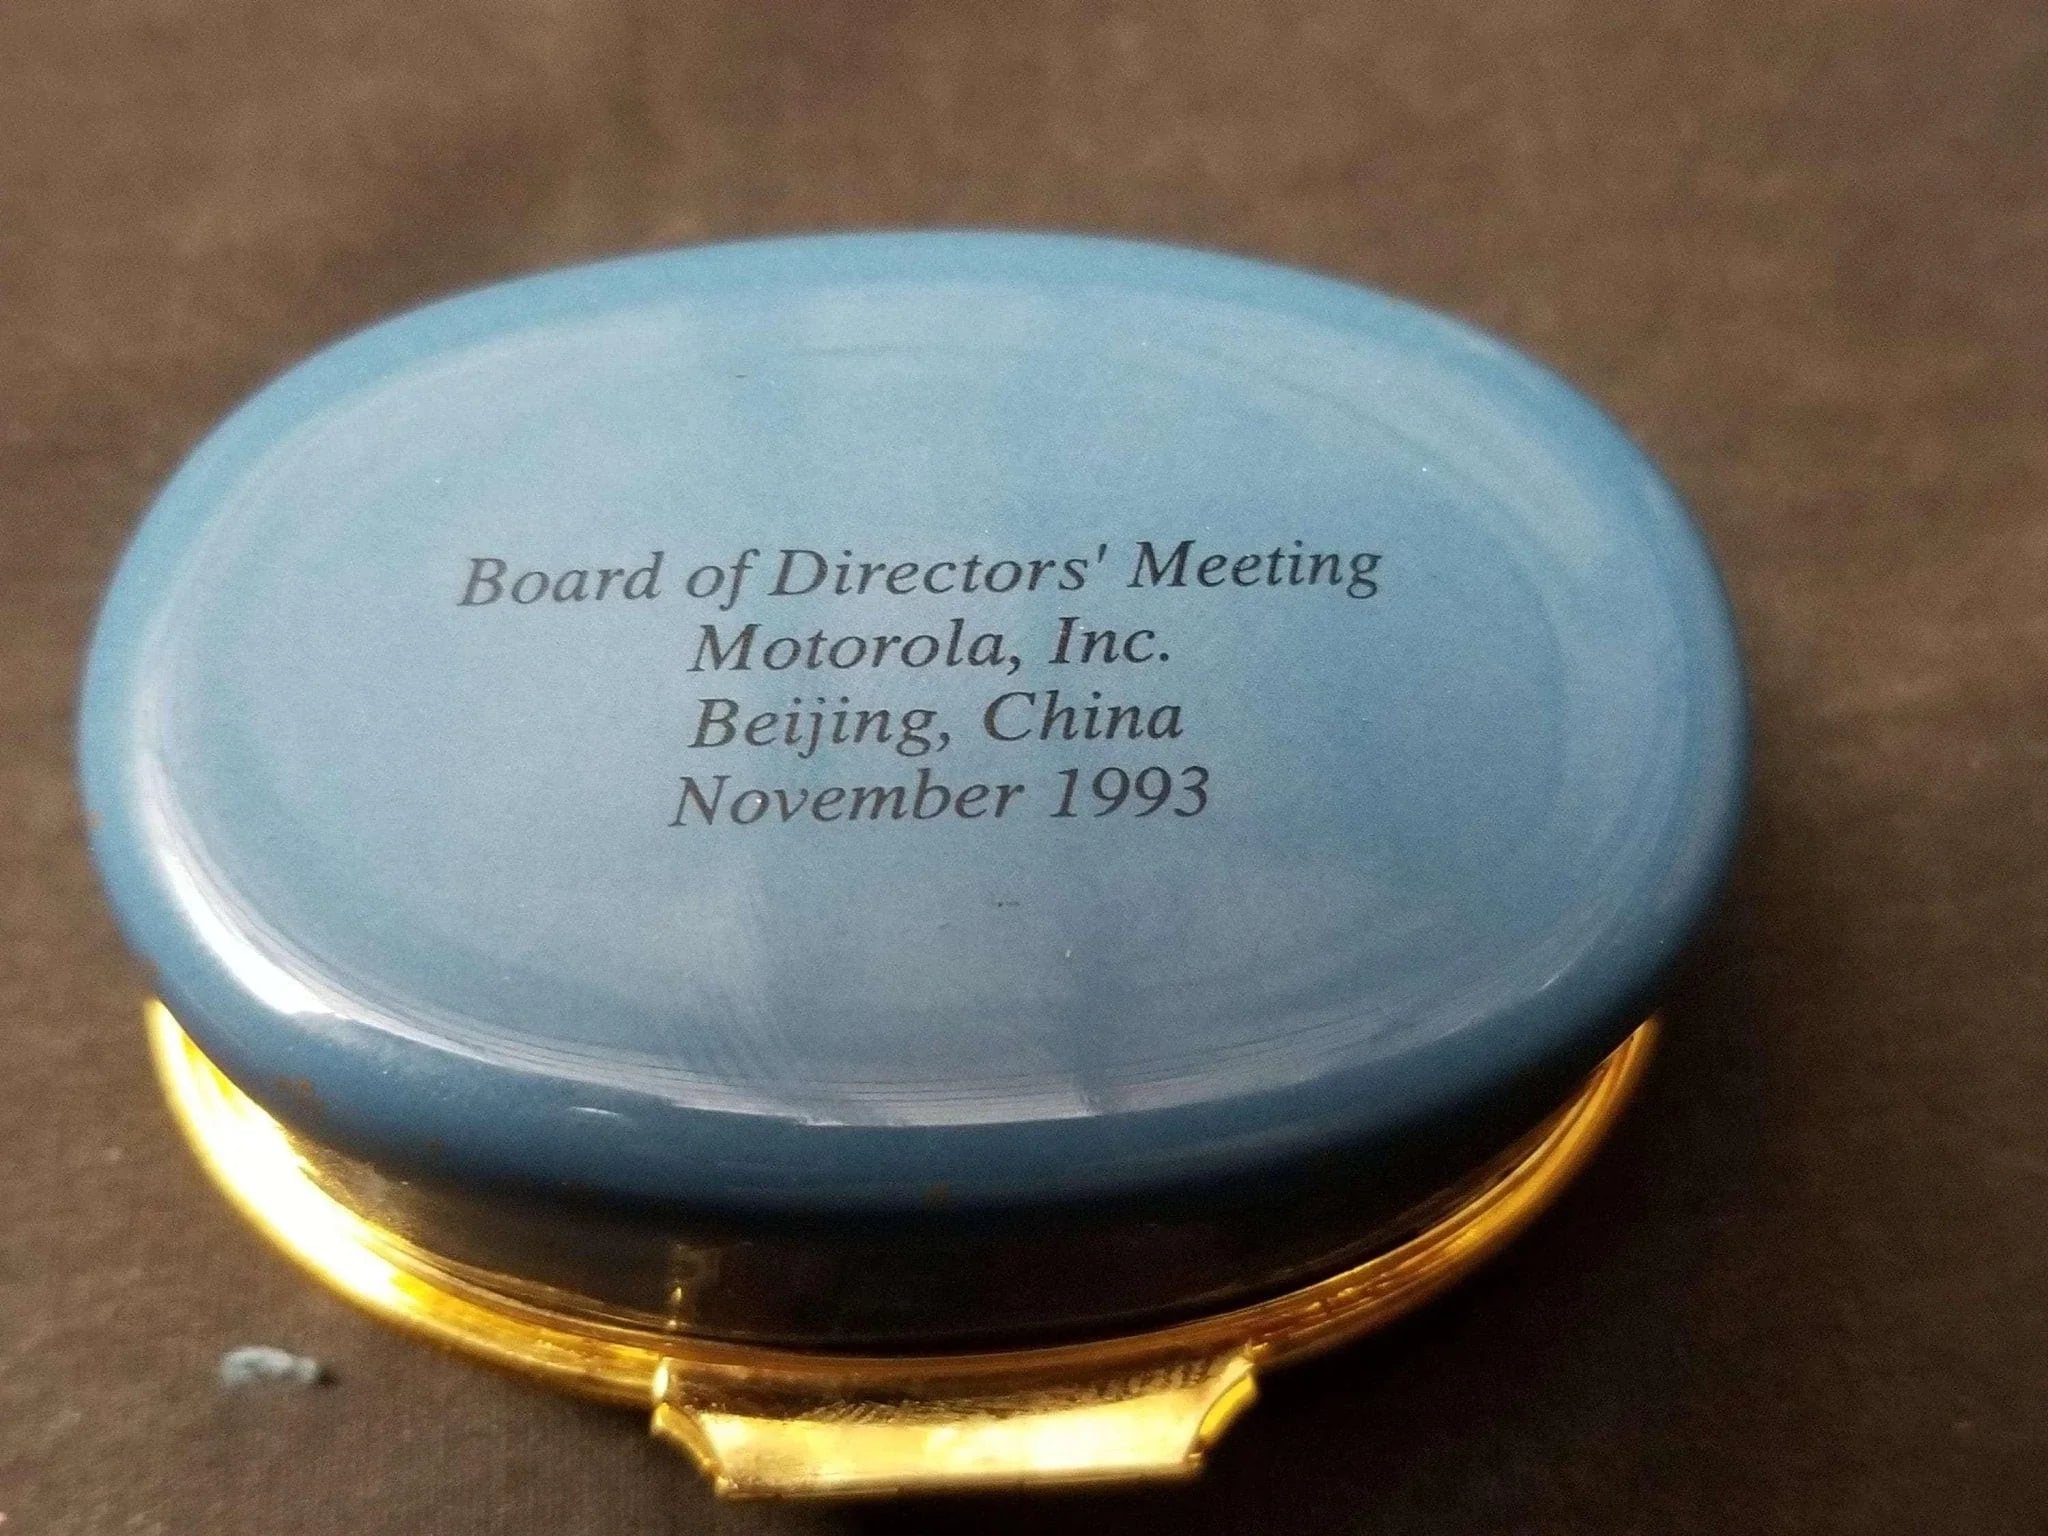 Board of Directors' Meeting
Motorola, Inc.
Beijing, China
November 1993